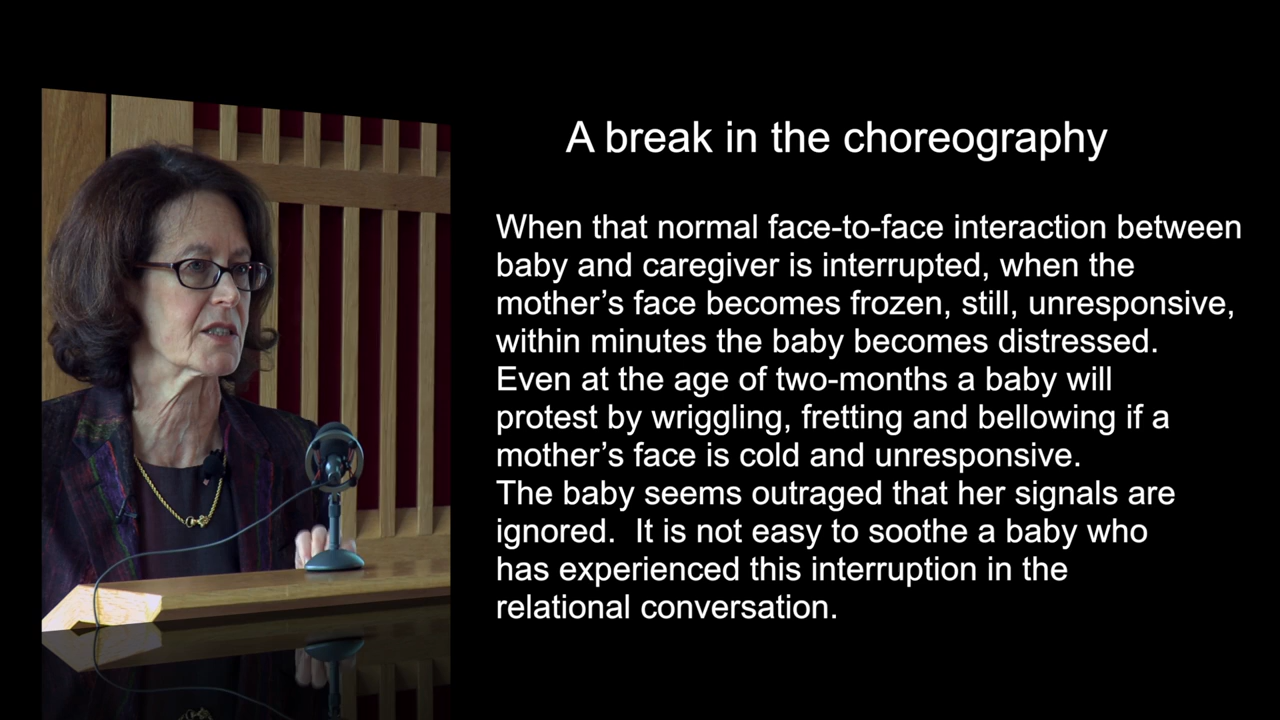 A break in the choreography
When that normal face-to-face interaction between
baby and caregiver is interrupted, when the
mother’s face becomes frozen, still, unresponsive,
within minutes the baby becomes distressed.
Even at the age of two-months a baby will
protest by wriggling, fretting and bellowing if a
mother’s face is cold and unresponsive.
The baby seems outraged that her signals are
ignored.  It is not easy to soothe a baby who
has experienced this interruption in the
relational conversation.